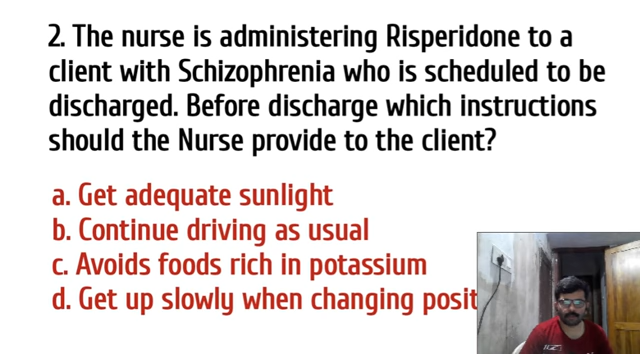 2. The nurse is administering Risperidone to a
client with Schizophrenia who is scheduled to be
discharged. Before discharge which instructions
should the Nurse provide to the client?
a. Get adequate sunlight
b. Continue driving as usual
c. Avoids foods rich in potassium
d. Get up slowly when changing posit